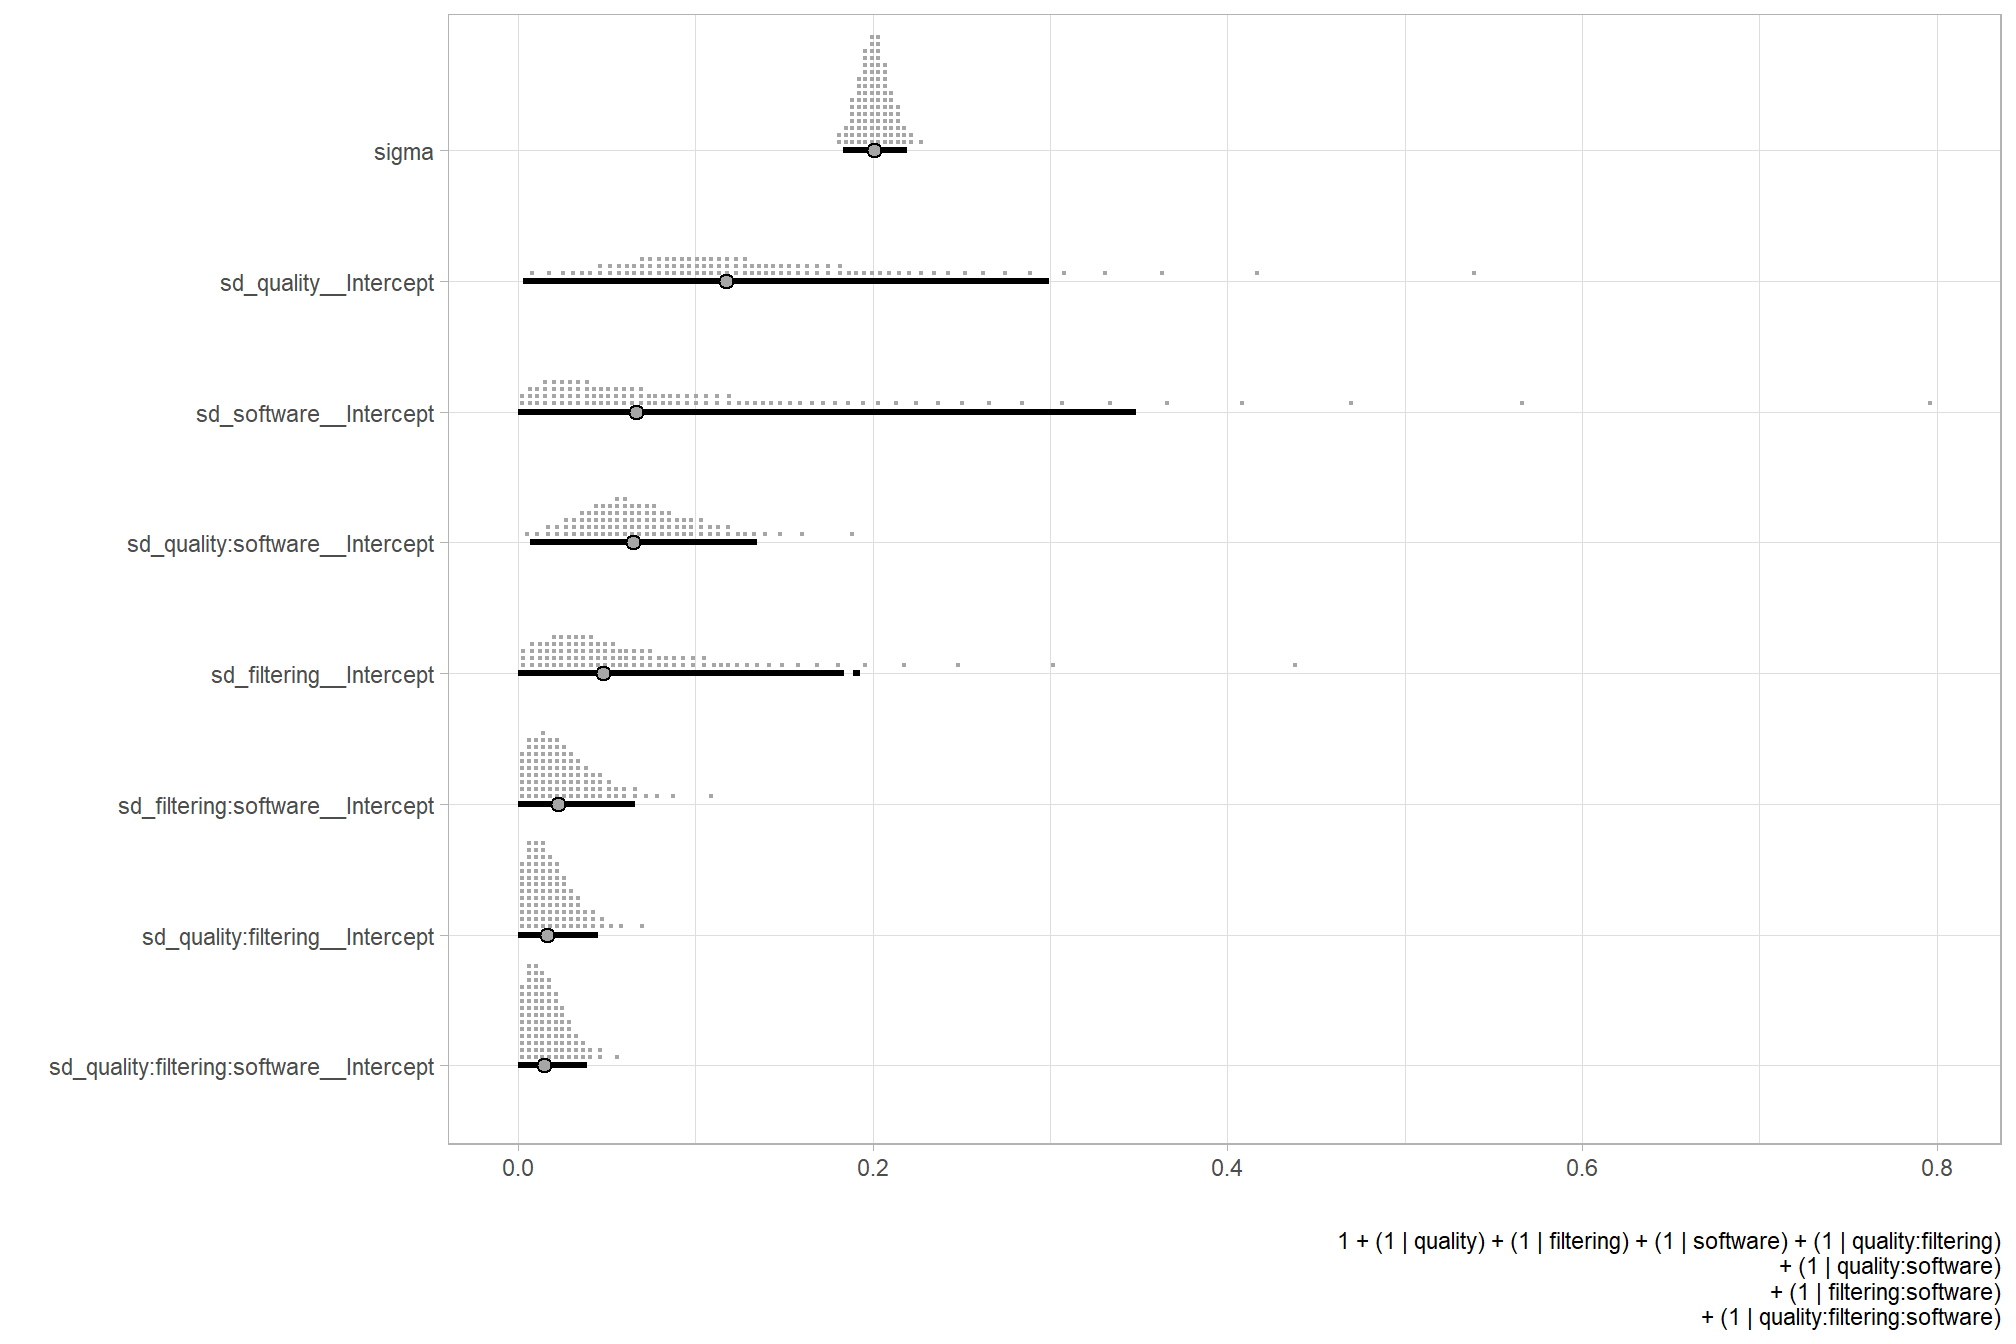 sigma
sd_quality__Intercept
sd_software__Intercept
sd_quality:software__Intercept
sd_filtering__Intercept
sd_filtering:software__Intercept
sd_quality:filtering__Intercept
sd_quality:filtering:software__Intercept
0.0 0.2 0.4 0.6 0.8
1 + (1 | quality) + (1 | filtering) + (1 | software) + (1 | quality:filtering)
+ (1 | quality:software)
+ (1 | filtering:software)
+ (1 | quality:filtering:software)